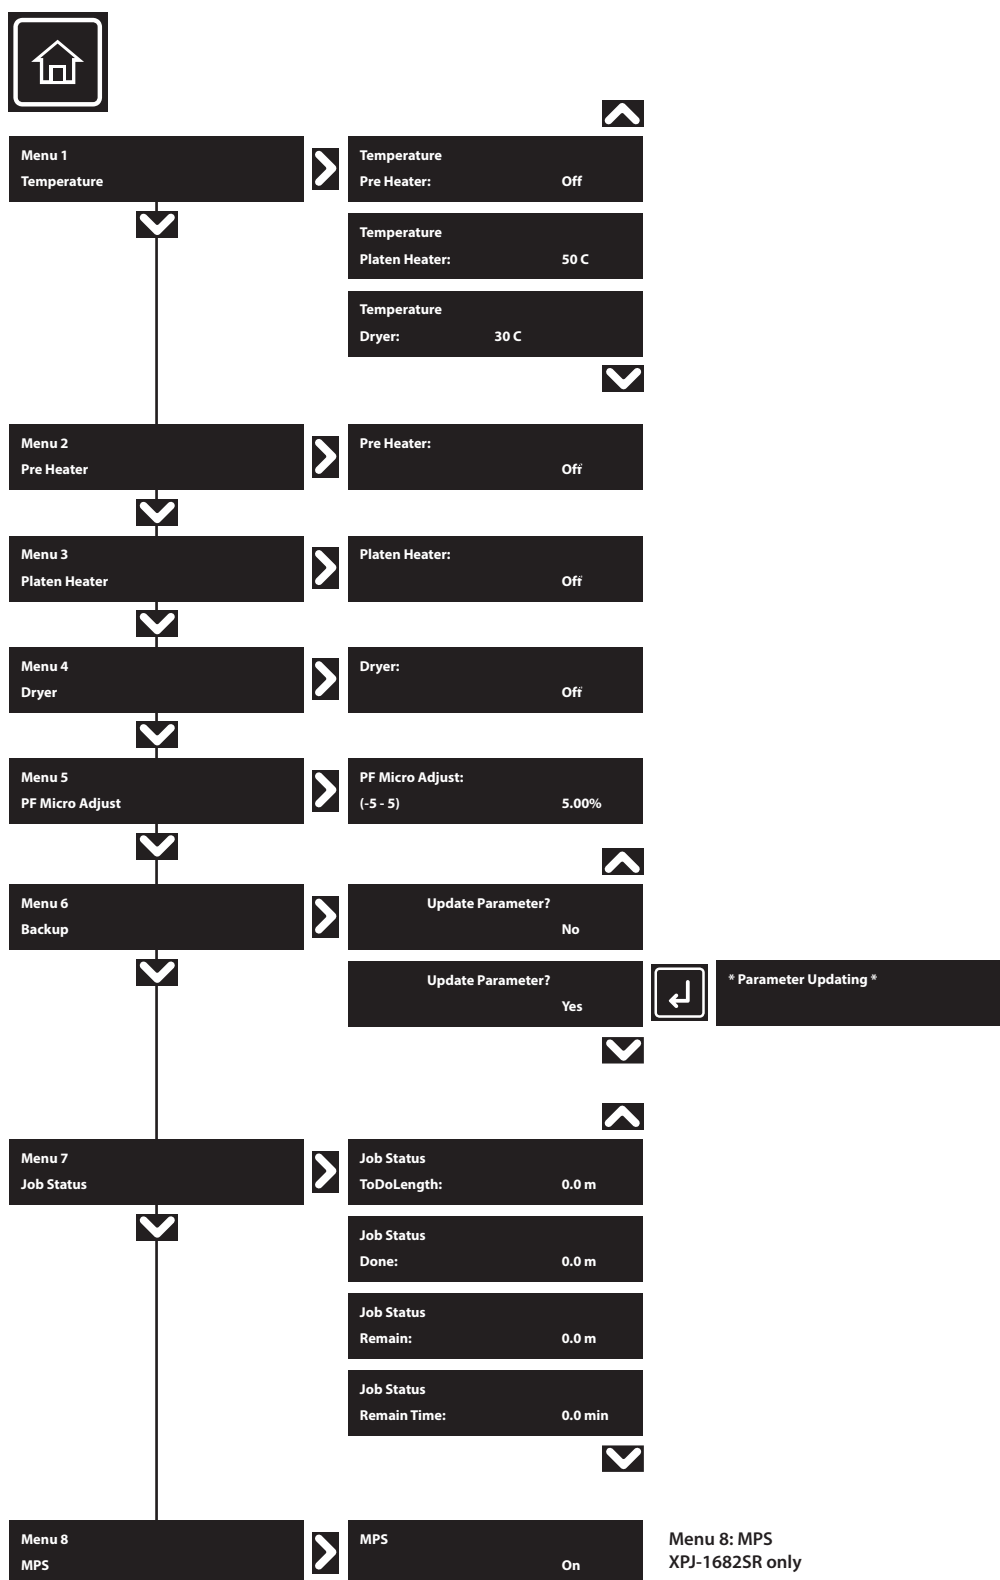 Menu 1
Temperature
Temperature
Pre Heater: Off
Temperature
Platen Heater: 50 C
Temperature
Dryer: 30 C
Menu 2
Pre Heater
Pre Heater:
Off
Menu 3
Platen Heater
Platen Heater:
Off
Menu 4
Dryer
Dryer:
Off
Menu 5
PF Micro Adjust
PF Micro Adjust:
(-5 - 5) 5.00%
Menu 6
Backup
Update Parameter?
No
Update Parameter?
Yes
* Parameter Updating *
Menu 7
Job Status
Job Status
ToDoLength: 0.0 m
Job Status
Done: 0.0 m
Job Status
Remain: 0.0 m
Job Status
Remain Time: 0.0 min
Menu 8
MPS
MPS
On
Menu 8: MPS
XPJ-1682SR only